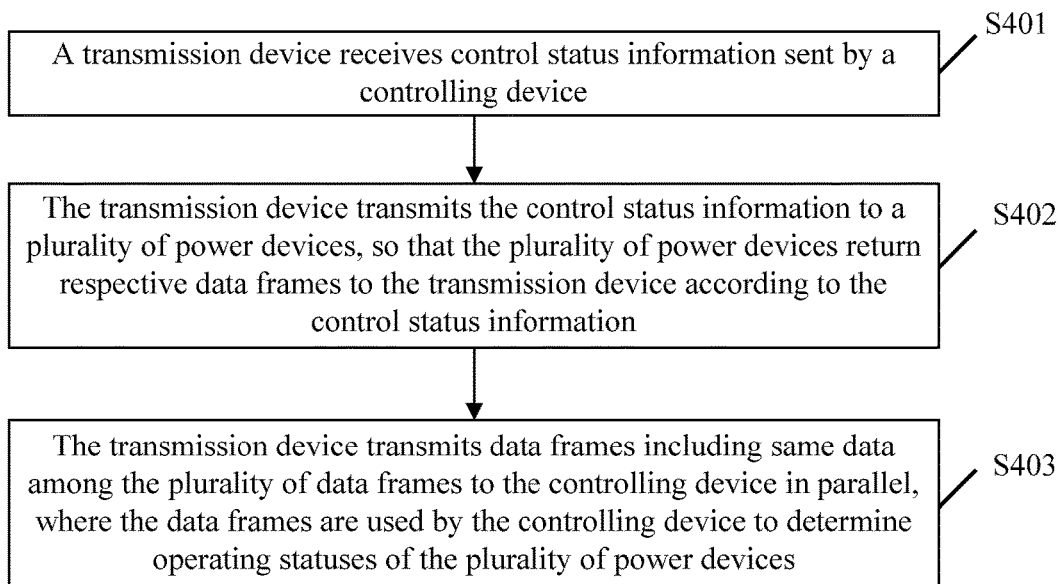 S401
A transmission device receives control status information sent by a
controlling device
S402
The transmission device transmits the control status information to a
plurality of power devices, so that the plurality of power devices return
respective data frames to the transmission device according to the
control status information
S403
The transmission device transmits data frames including same data
among the plurality of data frames to the controlling device in parallel,
where the data frames are used by the controlling device to determine
operating statuses of the plurality of power devices